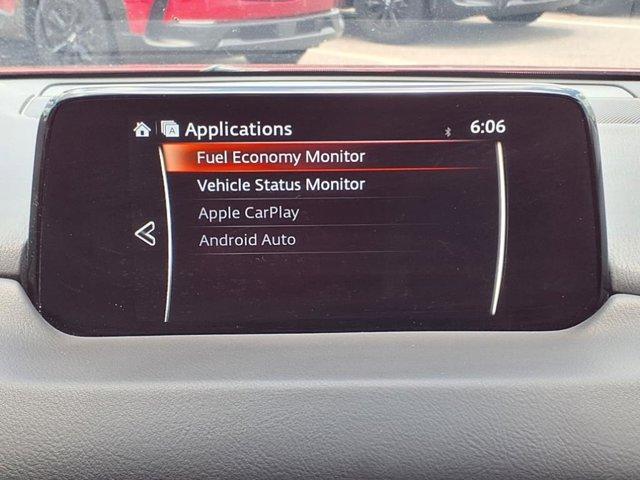 Applications 6:06
Fuel Economy Monitor
Vehicle Status Monitor
Apple CarPlay
Android Auto